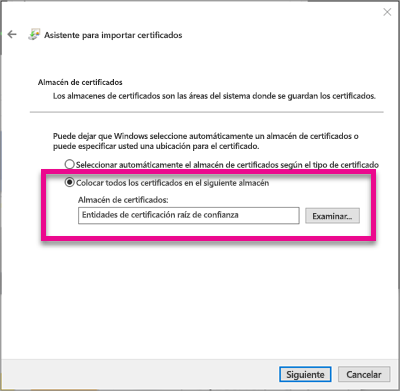 Asistente para importar certificados
Almacén de certificados
Los almacenes de certificados son las áreas del sistema donde se guardan los certificados.
Puede dejar que Windows seleccione automáticamente un almacén de certificados o
puede especificar usted una ubicación para el certificado.
Seleccionar automáticamente el almacén de certificados según el tipo de certificado
Colocar todos los certificados en el siguiente almacén
Almacén de certificados:
Entidades de certificación raíz de confianza
Examinar...
Siguiente
Cancelar